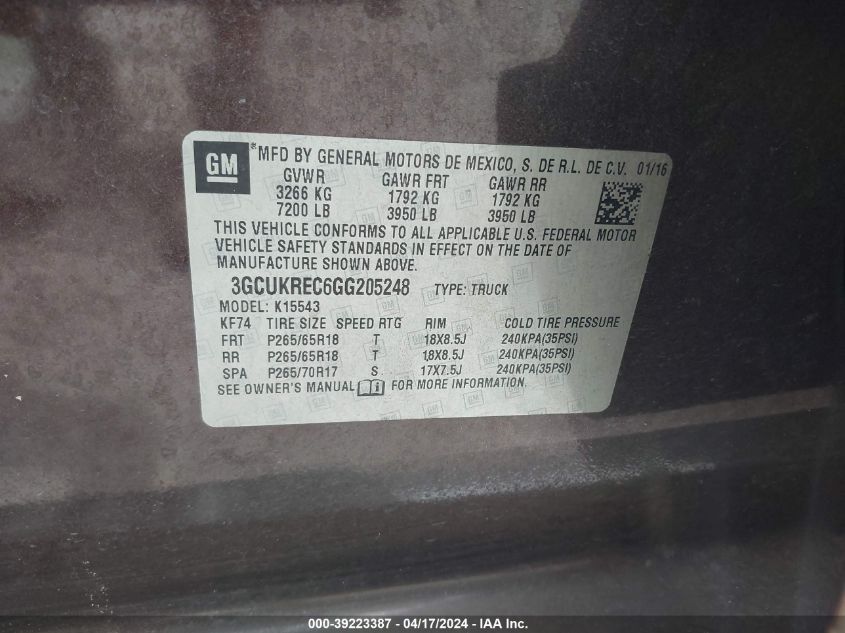 GM *MFD BY GENERAL MOTORS DE MEXICO, S. DE R.L. DE C.V. 01/16
GVWR GAWR FRT GAWR RR
3266 KG 1792 KG 1792 KG
7200 LB 3950 LB 3950 LB
THIS VEHICLE CONFORMS TO ALL APPLICABLE U.S. FEDERAL MOTOR
VEHICLE SAFETY STANDARDS IN EFFECT ON THE DATE OF
MANUFACTURE SHOWN ABOVE.
3GCUKREC6GG205248 TYPE: TRUCK
MODEL: K15543
KF74 TIRE SIZE SPEED RTG RIM COLD TIRE PRESSURE
FRT P265/65R18 T 18X8.5J 240KPA(35PSI)
RR P265/65R18 T 18X8.5J 240KPA(35PSI)
SPA P265/70R17 S 17X7.5J 240KPA(35PSI)
SEE OWNER'S MANUAL FOR MORE INFORMATION.
000-39223387 - 04/17/2024 - IAA Inc.